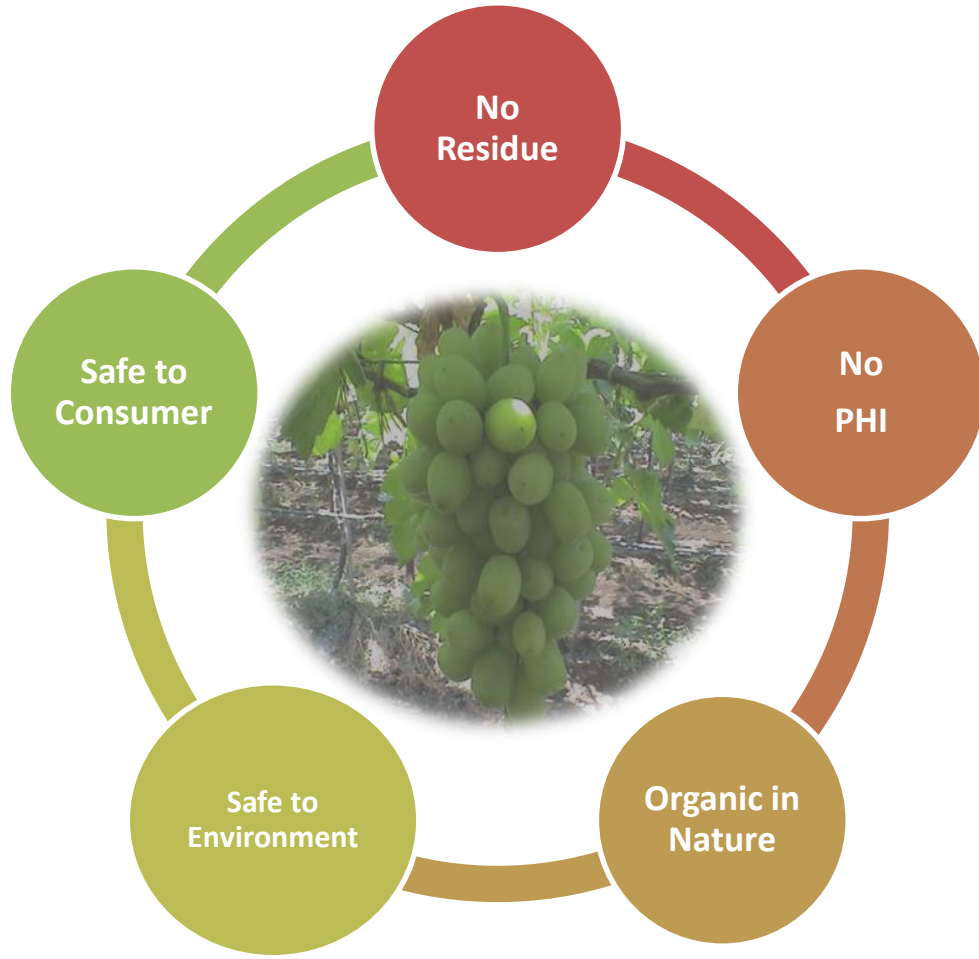 No
Residue
No
PHI
Organic in
Nature
Safe to
Environment
Safe to
Consumer